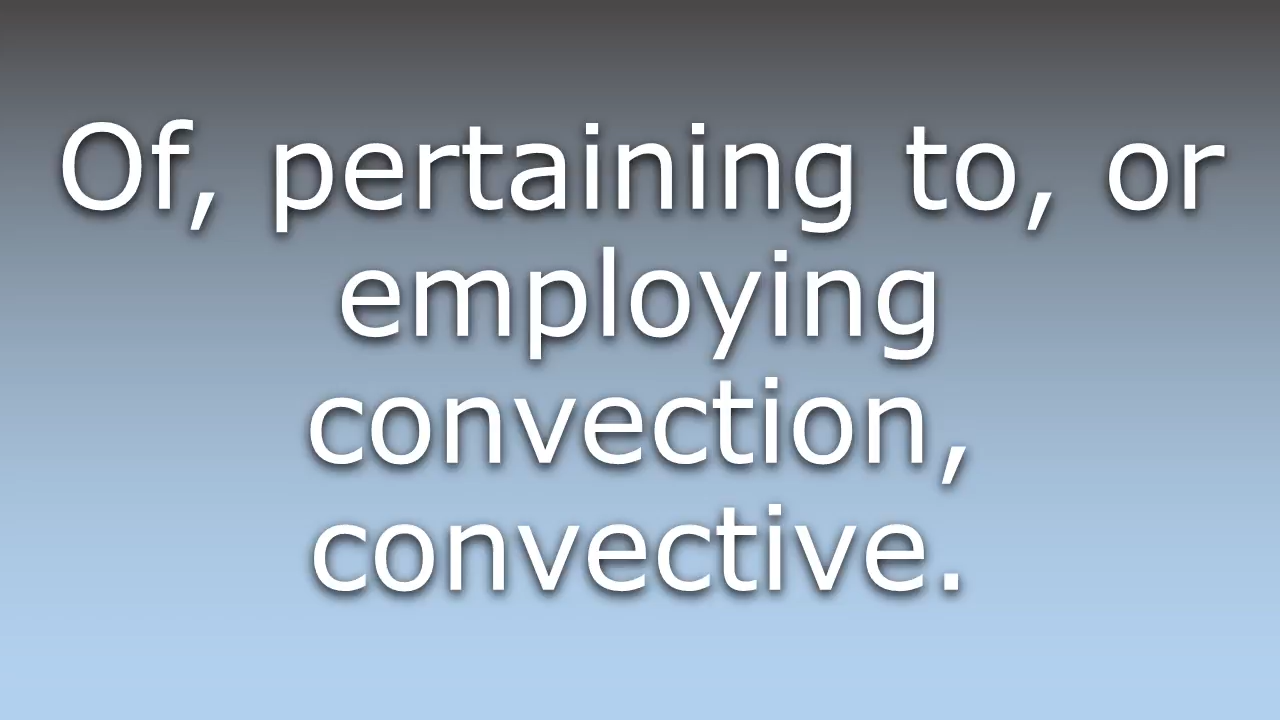 Of, pertaining to, or
employing
convection,
convective.